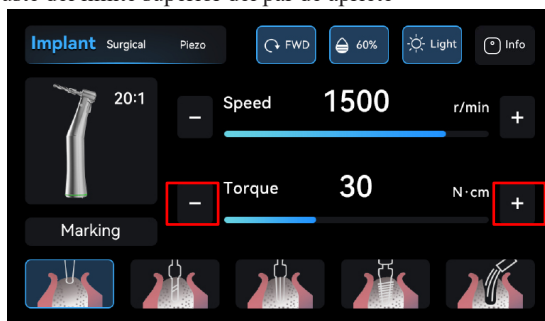 Implant Surgical Piezo FWD 60% Light Info
20:1
− Speed 1500 r/min +
− Torque 30 N·cm +
Marking